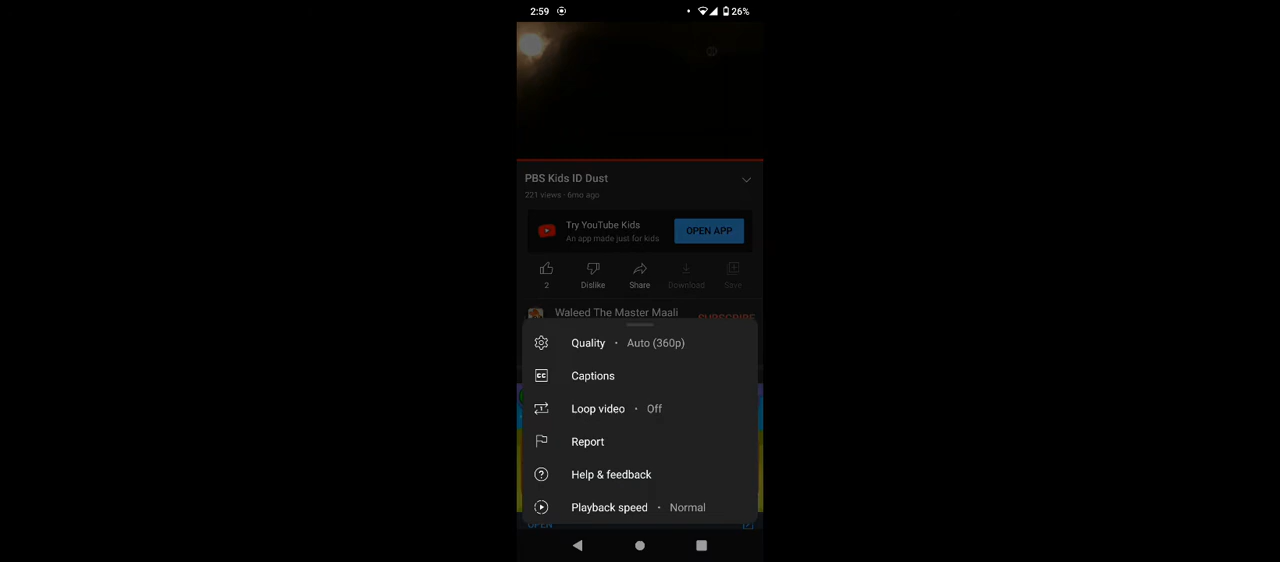 2:59 26%
PBS Kids ID Dust
221 views · 6mo ago
Try YouTube Kids
An app made just for kids
OPEN APP
2 Dislike Share Download Save
Waleed The Master Maali
SUBSCRIBE
Quality · Auto (360p)
CC Captions
Loop video · Off
Report
Help & feedback
Playback speed · Normal
OPEN